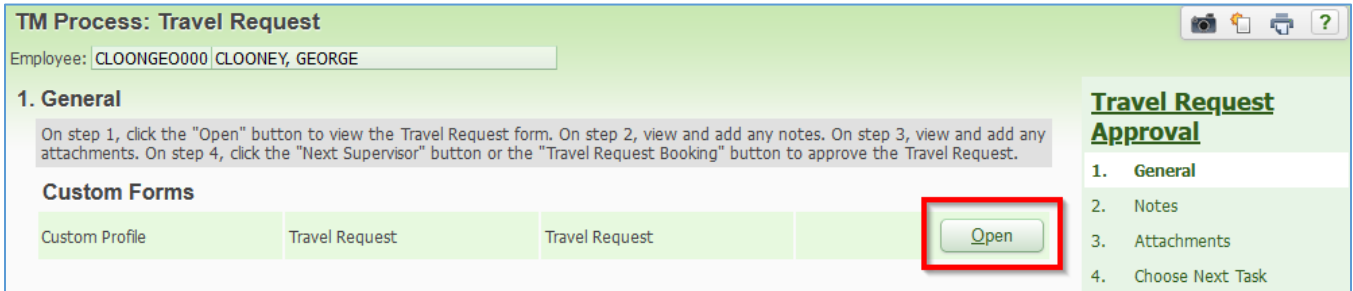 TM Process: Travel Request
?
Employee: CLOONGEO000 CLOONEY, GEORGE
1. General
On step 1, click the "Open" button to view the Travel Request form. On step 2, view and add any notes. On step 3, view and add any
attachments. On step 4, click the "Next Supervisor" button or the "Travel Request Booking" button to approve the Travel Request.
Custom Forms
Custom Profile Travel Request Travel Request Open
Travel Request
Approval
1. General
2. Notes
3. Attachments
4. Choose Next Task